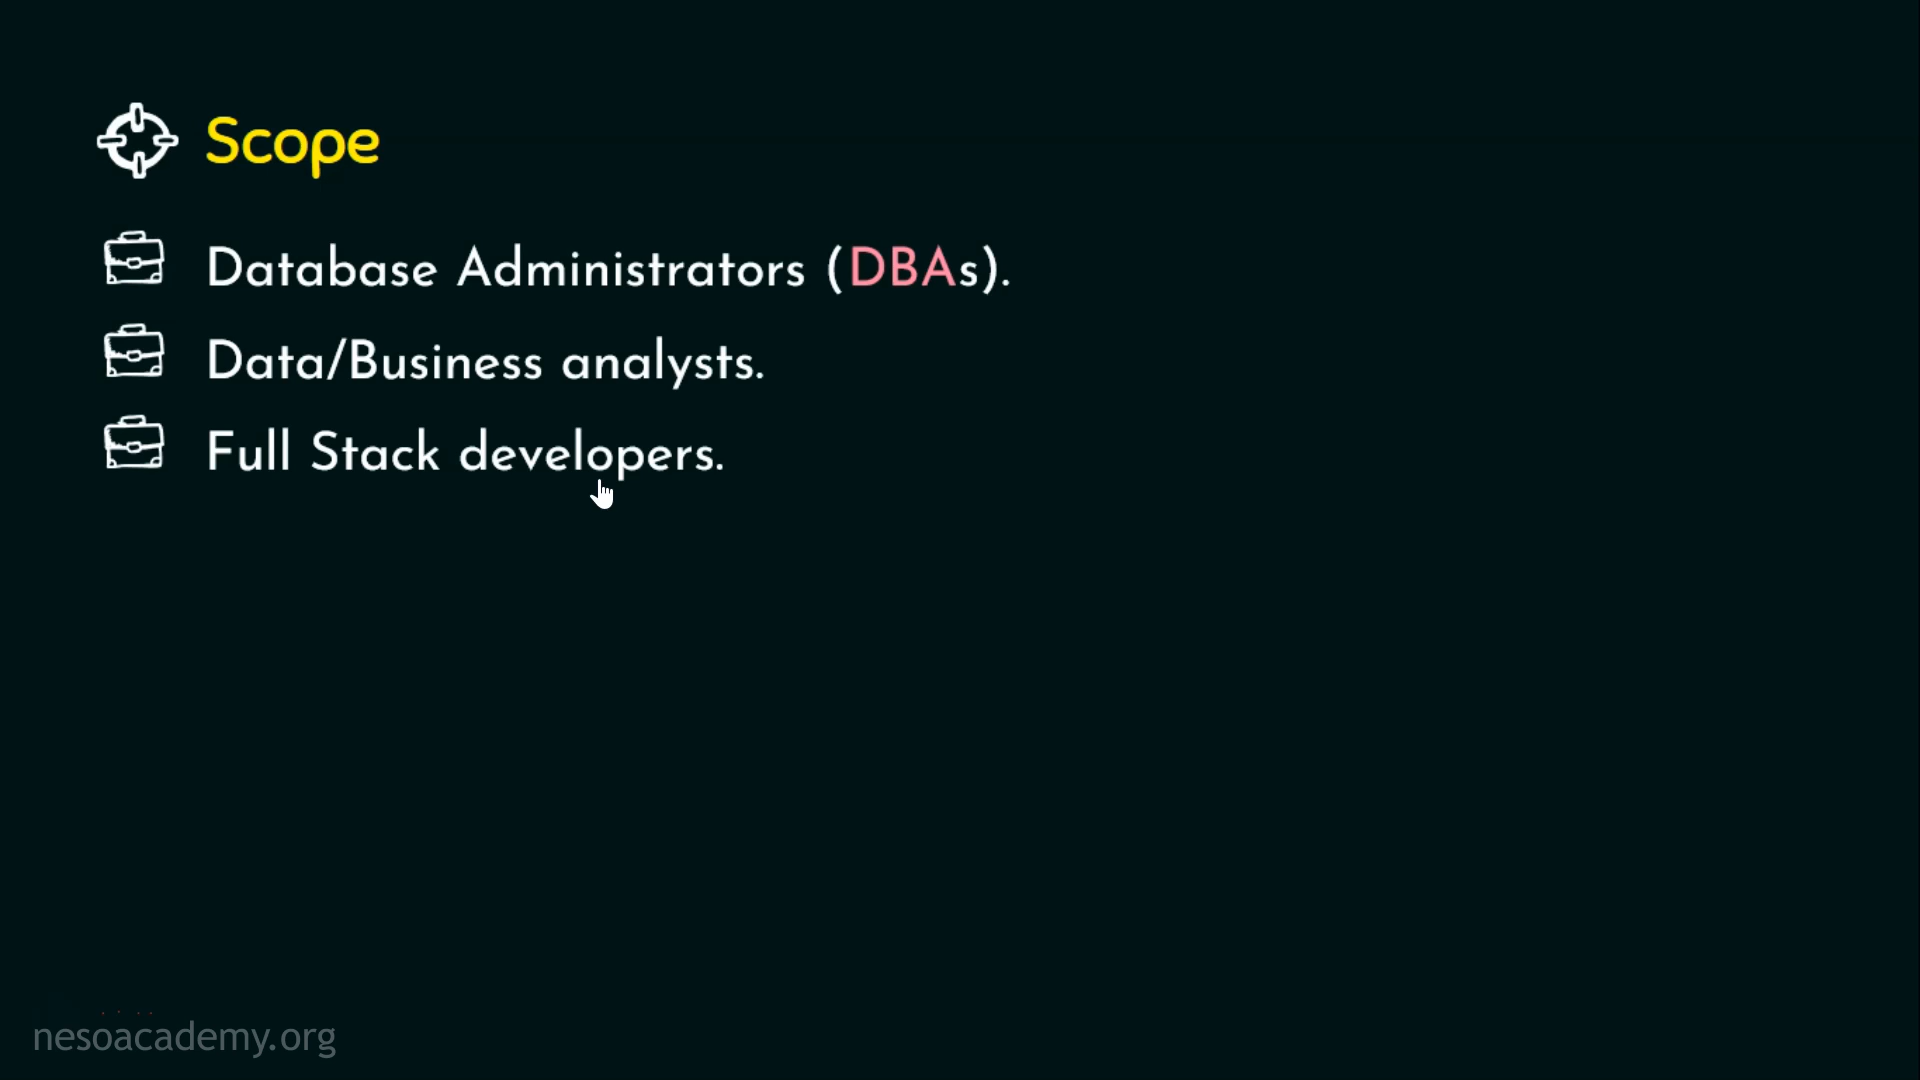 Scope
Database Administrators (DBAs).
Data/Business analysts.
Full Stack developers.
nesoacademy.org